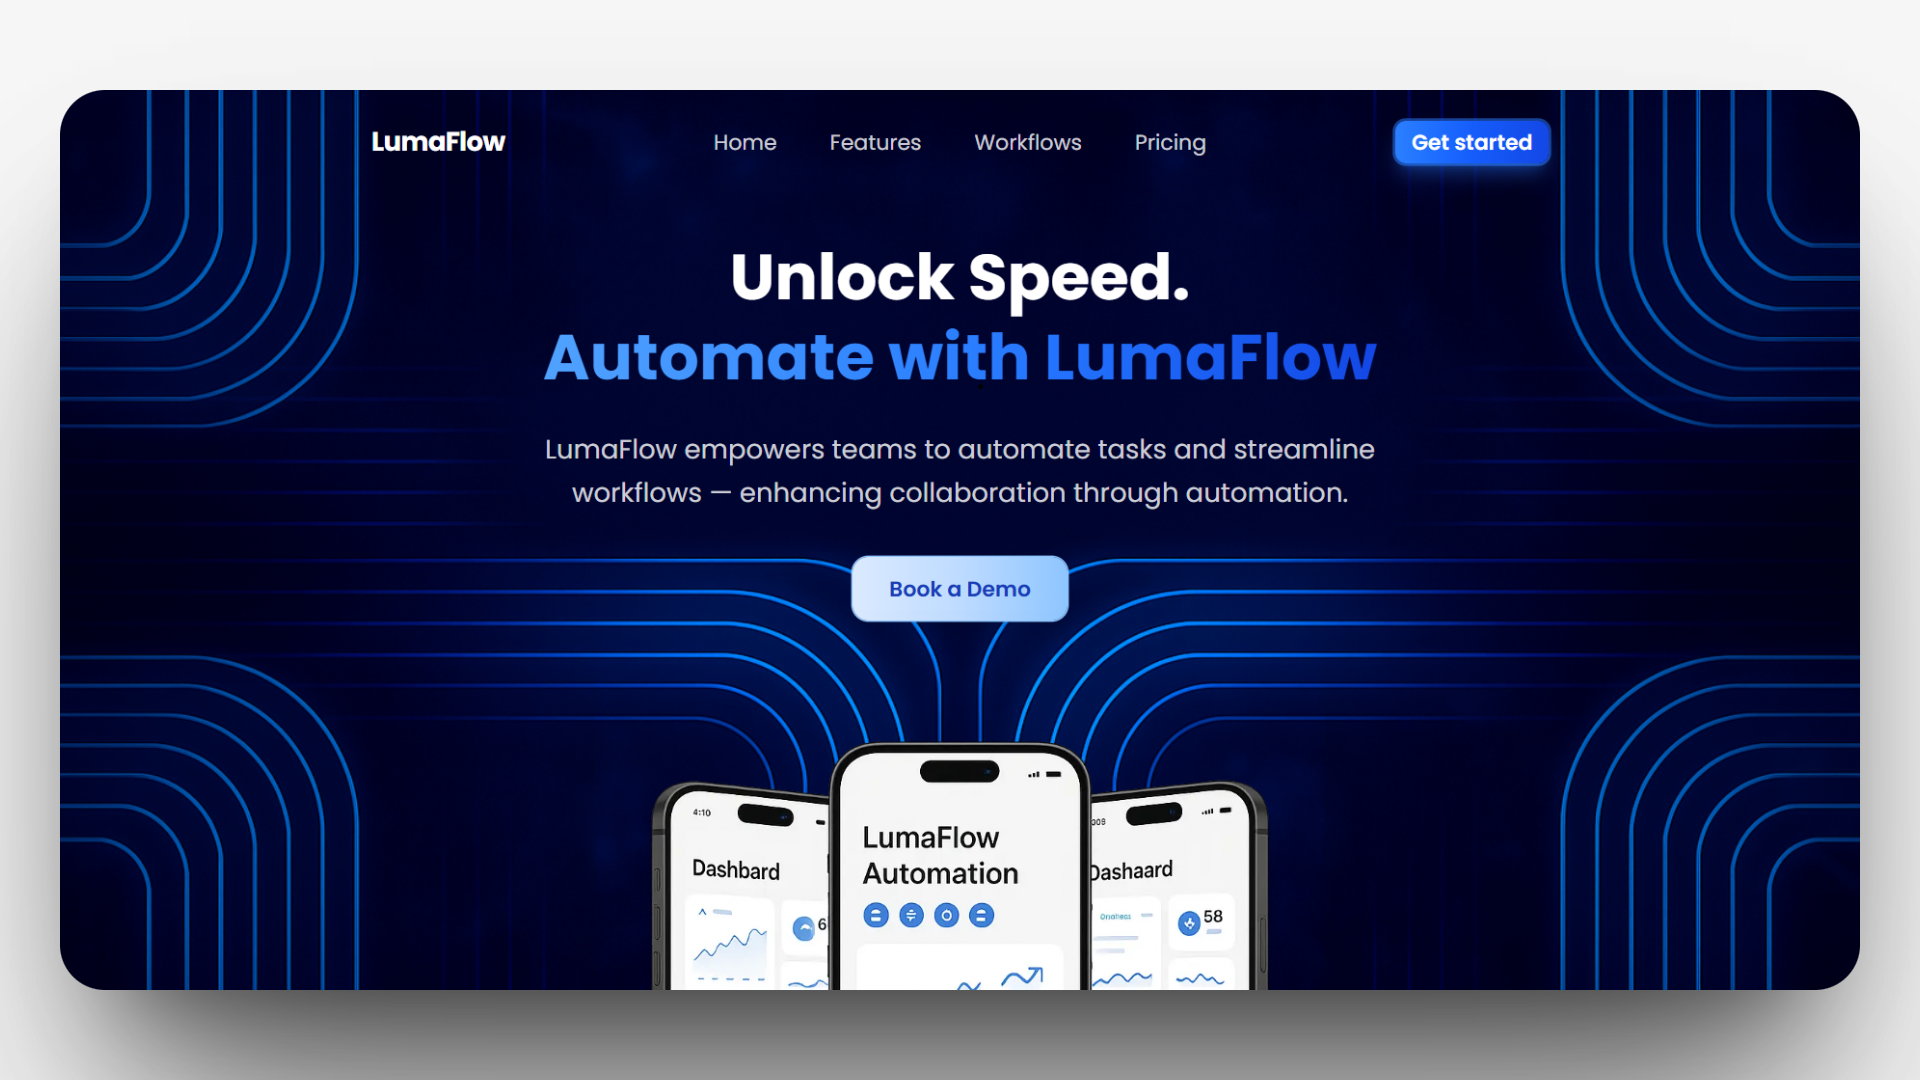 LumaFlow
Home
Features
Workflows
Pricing
Get started
Unlock Speed.
Automate with LumaFlow
LumaFlow empowers teams to automate tasks and streamline
workflows — enhancing collaboration through automation.
Book a Demo
4:10
Dashbard
6
LumaFlow
Automation
Dashaard
58